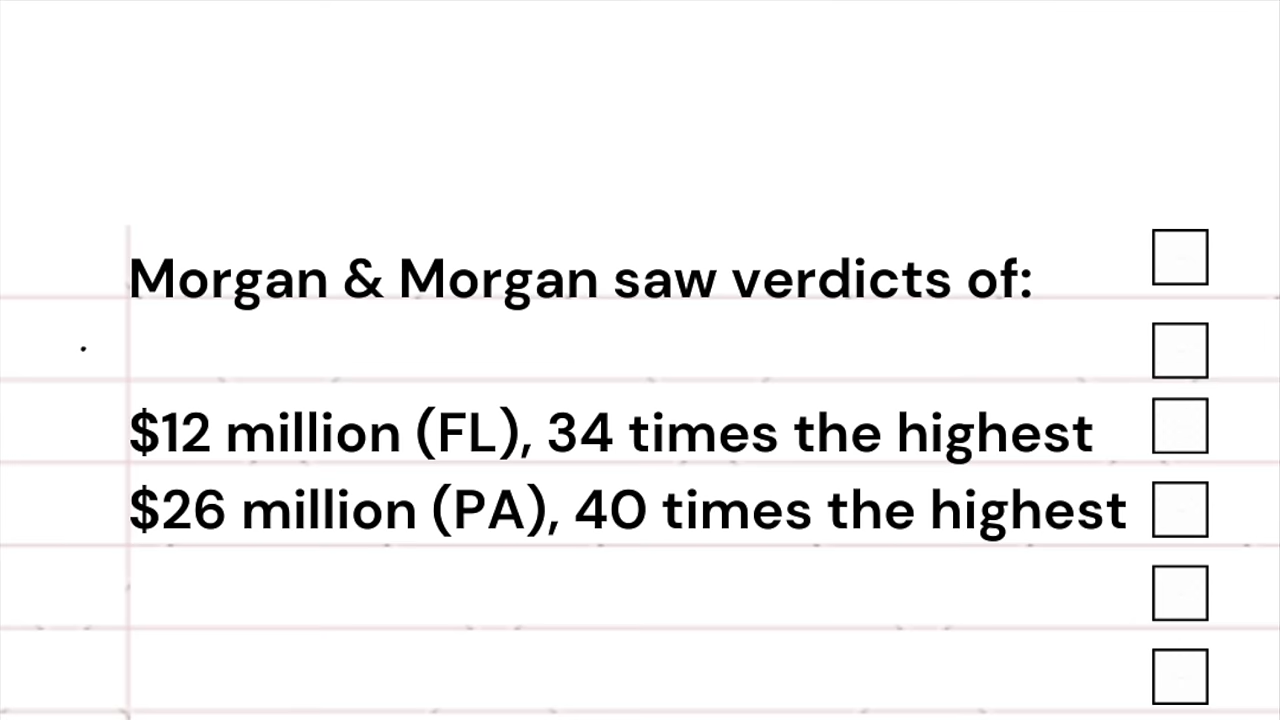 Morgan & Morgan saw verdicts of:
$12 million (FL), 34 times the highest
$26 million (PA), 40 times the highest